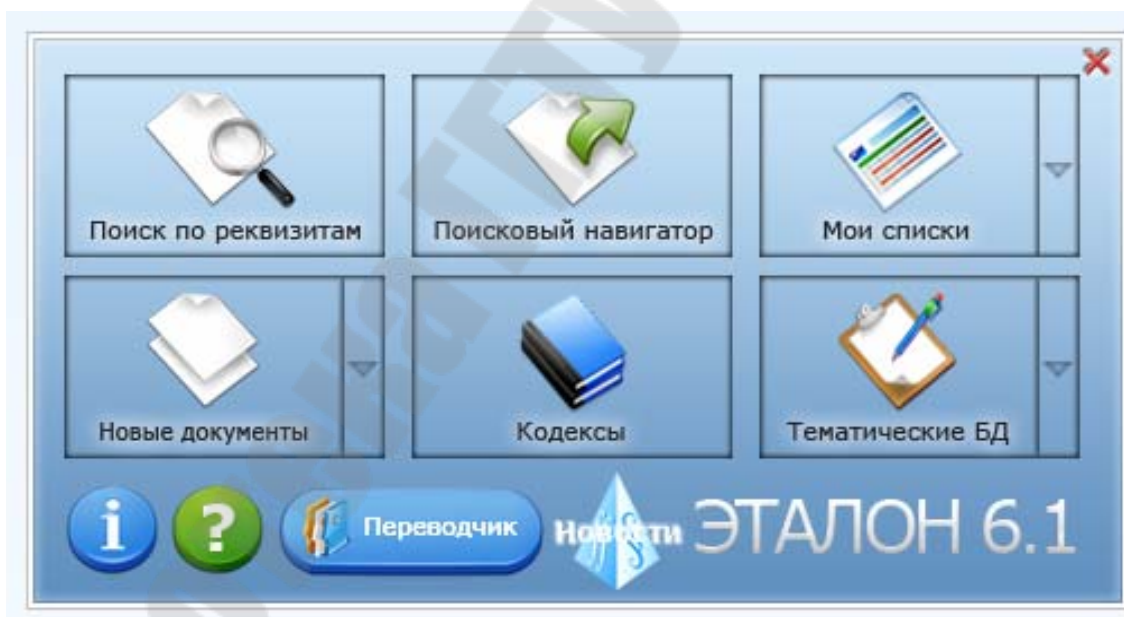 Поиск по реквизитам
Поисковый навигатор
Мои списки
Новые документы
Кодексы
Тематические БД
i
?
Переводчик
Новости
ЭТАЛОН 6.1